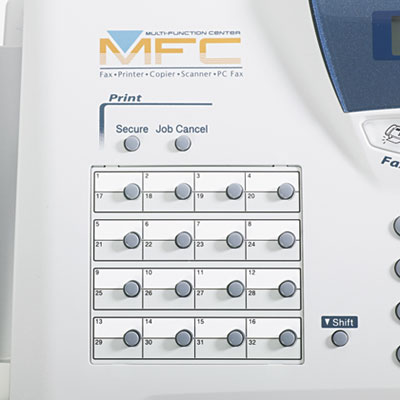 MULTI-FUNCTION CENTER
MFC
Fax•Printer•Copier•Scanner•PC Fax
Print
Secure Job Cancel
1 2 3 4
17 18 19 20
5 6 7 8
21 22 23 24
9 10 11 12
25 26 27 28
13 14 15 16
29 30 31 32
▼Shift